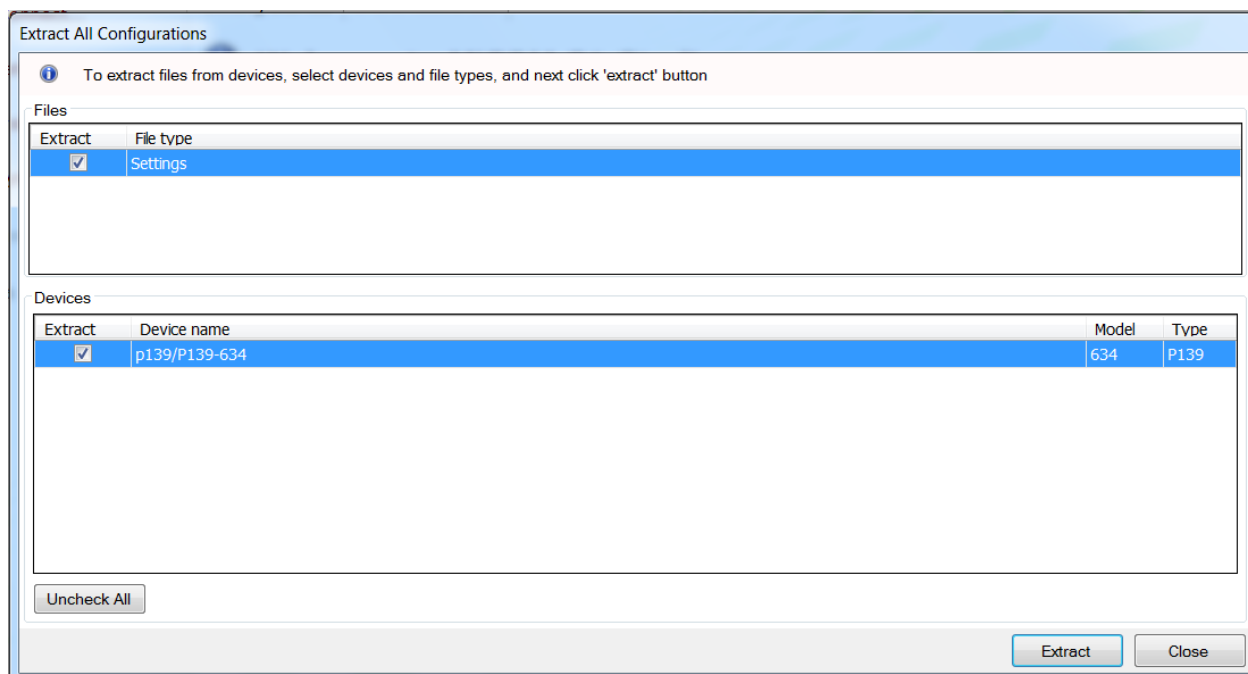 Extract All Configurations
To extract files from devices, select devices and file types, and next click 'extract' button
Files
Extract File type
Settings
Devices
Extract Device name Model Type
p139/P139-634 634 P139
Uncheck All
Extract Close